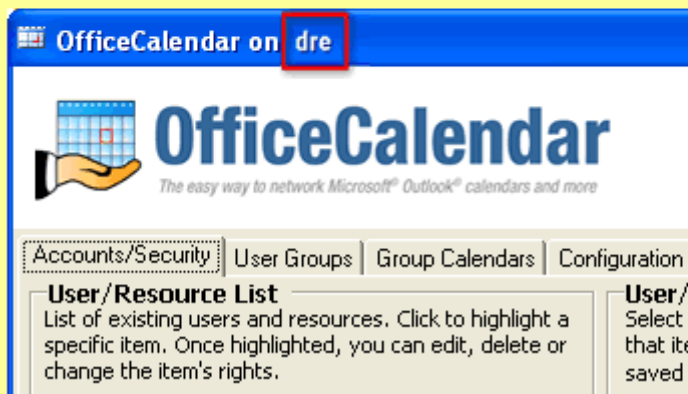 OfficeCalendar on dre
OfficeCalendar
The easy way to network Microsoft® Outlook® calendars and more
Accounts/Security User Groups Group Calendars Configuration
User/Resource List
List of existing users and resources. Click to highlight a
specific item. Once highlighted, you can edit, delete or
change the item's rights.
User/
Select
that ite
saved